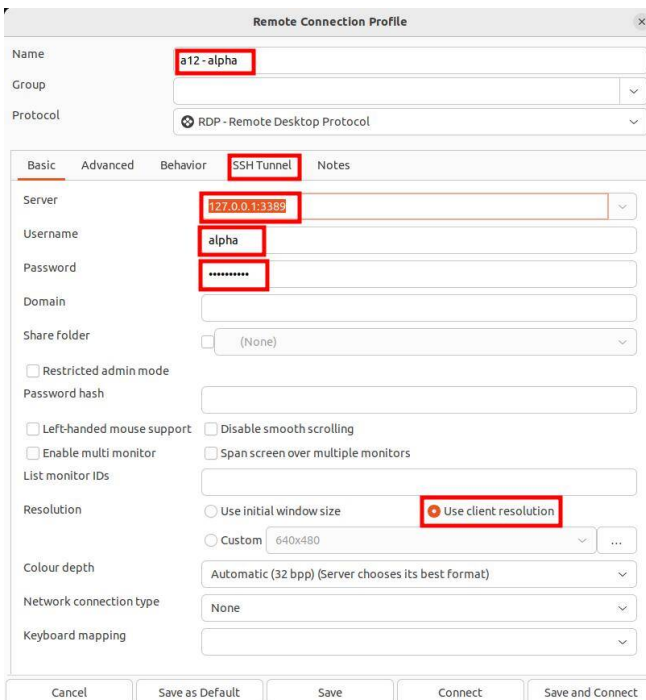 Remote Connection Profile
Name a12 - alpha
Group
Protocol RDP - Remote Desktop Protocol
Basic Advanced Behavior SSH Tunnel Notes
Server 127.0.0.1:3389
Username alpha
Password ••••••••••
Domain
Share folder (None)
Restricted admin mode
Password hash
Left-handed mouse support Disable smooth scrolling
Enable multi monitor Span screen over multiple monitors
List monitor IDs
Resolution Use initial window size Use client resolution
Custom 640x480 ...
Colour depth Automatic (32 bpp) (Server chooses its best format)
Network connection type None
Keyboard mapping
Cancel Save as Default Save Connect Save and Connect